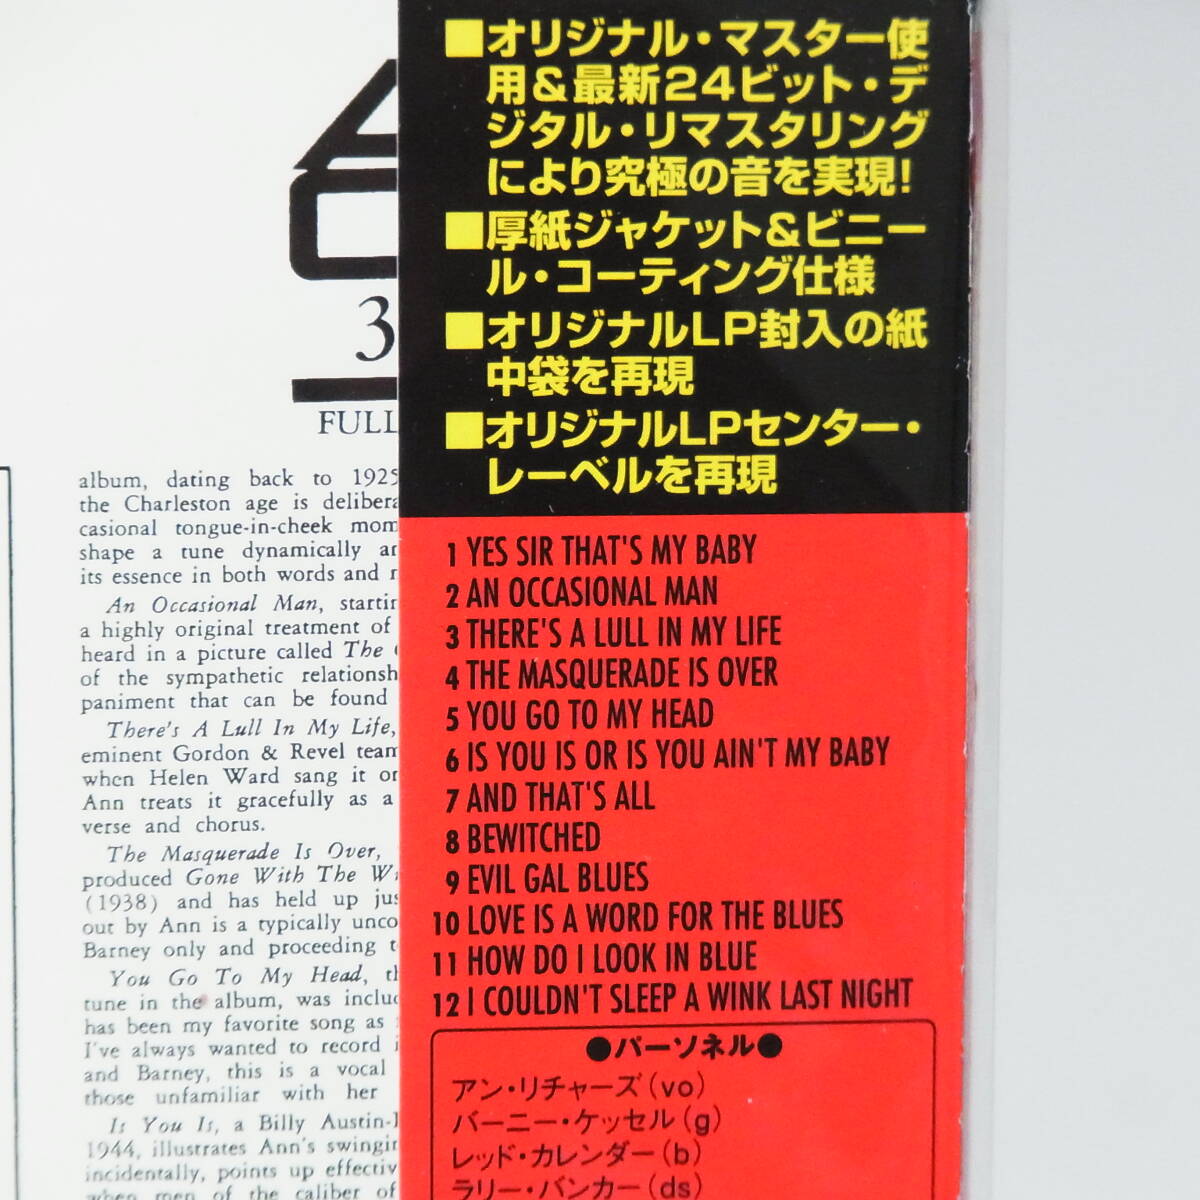 ■オリジナル・マスター使
用&最新24ビット・デ
ジタル・リマスタリング
により究極の音を実現!
■厚紙ジャケット&ビニー
ル・コーティング仕様
■オリジナルLP封入の紙
中袋を再現
■オリジナルLPセンター・
レーベルを再現
1 YES SIR THAT'S MY BABY
2 AN OCCASIONAL MAN
3 THERE'S A LULL IN MY LIFE
4 THE MASQUERADE IS OVER
5 YOU GO TO MY HEAD
6 IS YOU IS OR IS YOU AIN'T MY BABY
7 AND THAT'S ALL
8 BEWITCHED
9 EVIL GAL BLUES
10 LOVE IS A WORD FOR THE BLUES
11 HOW DO I LOOK IN BLUE
12 I COULDN'T SLEEP A WINK LAST NIGHT
●パーソネル●
アン・リチャーズ(vo)
バーニー・ケッセル(g)
レッド・カレンダー(b)
ラリー・バンカー(ds)
3
FULL
album, dating back to 1925
the Charleston age is
casional tongue-in-cheek
shape a tune dynamically
its essence in both words and
An Occasional Man,
a highly original treatment of
heard in a picture called The
of the sympathetic
paniment that can be found
There's A Lull In My Life,
eminent Gordon & Revel
when Helen Ward sang it
Ann treats it gracefully as a
verse and chorus.
The Masquerade Is Over,
produced Gone With The
(1938) and has held up
out by Ann is a typically
Barney only and proceeding
You Go To My Head,
tune in the album, was
has been my favorite song as
I've always wanted to record
and Barney, this is a vocal
those unfamiliar with her
Is You Is, a Billy
1944, illustrates Ann's
incidentally, points up
when men of the caliber of